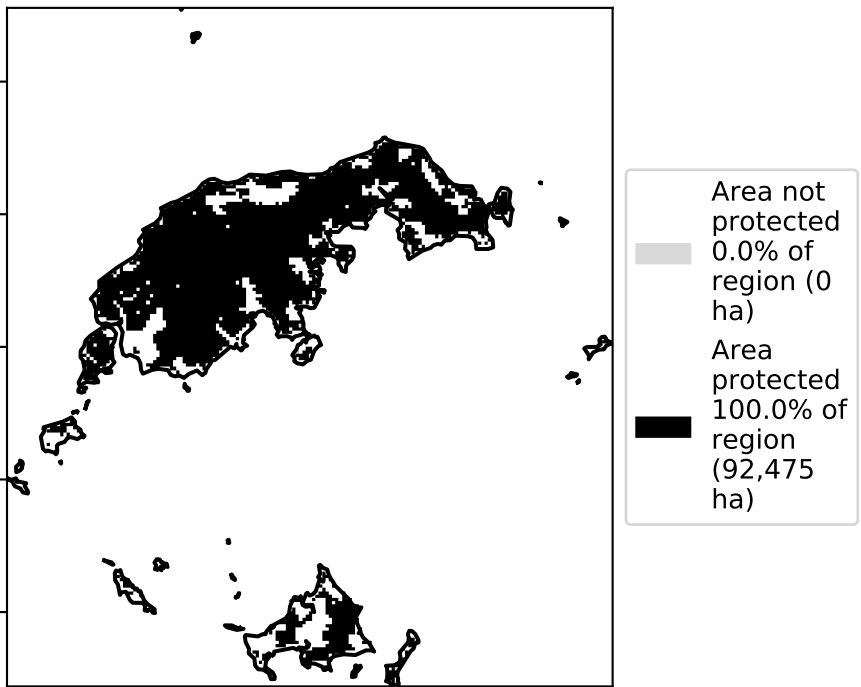 Area not
protected
0.0% of
region (0
ha)
Area
protected
100.0% of
region
(92,475
ha)